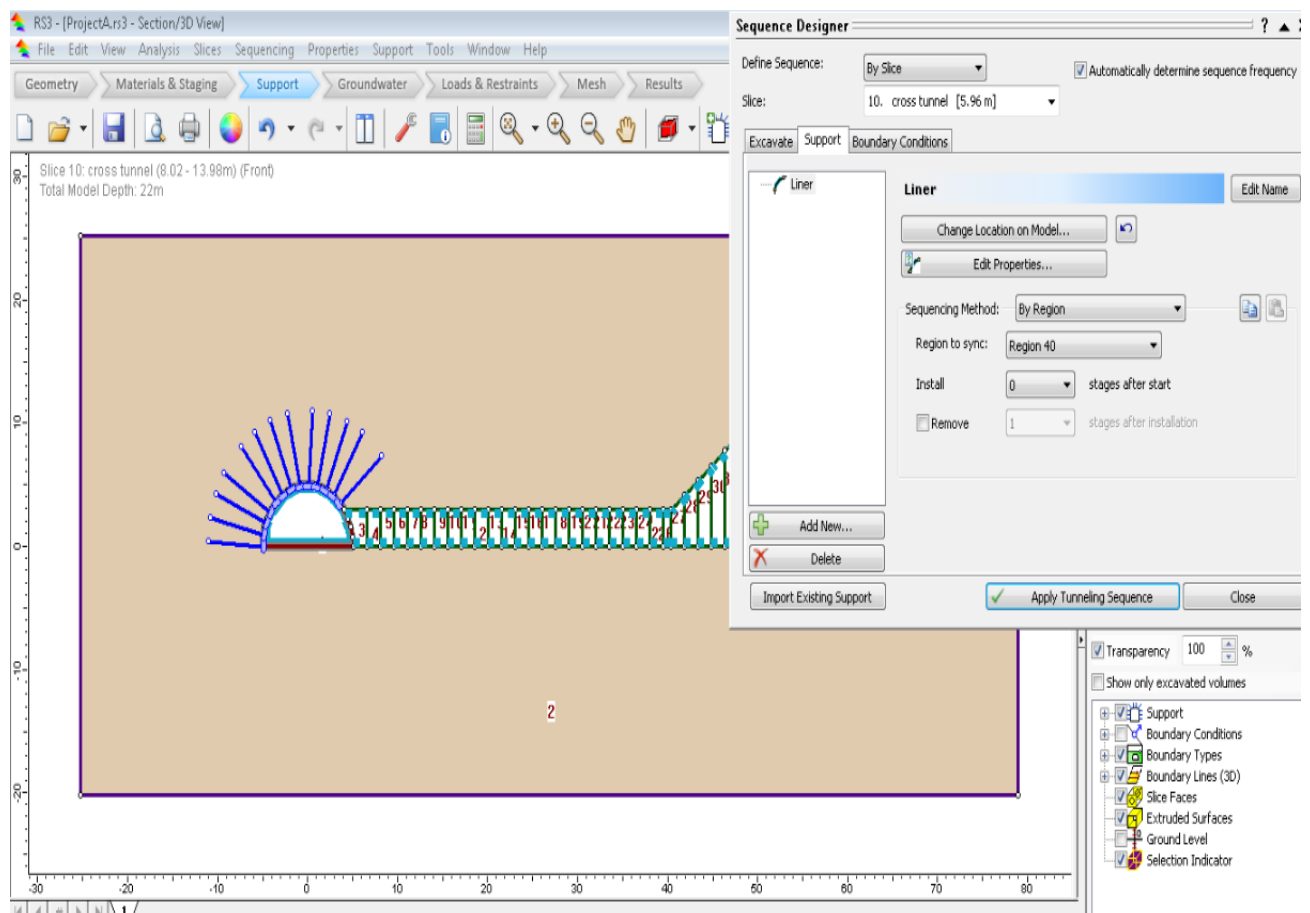 RS3 - [ProjectA.rs3 - Section/3D View]
File Edit View Analysis Slices Sequencing Properties Support Tools Window Help
Geometry Materials & Staging Support Groundwater Loads & Restraints Mesh Results
Slice 10: cross tunnel (8.02 - 13.98m) (Front)
Total Model Depth: 22m
30
20
10
0
-10
-20
2
-30 -20 -10 0 10 20 30 40 50 60 70 80
1
Sequence Designer
Define Sequence: By Slice
Automatically determine sequence frequency
Slice: 10. cross tunnel [5.96 m]
Excavate Support Boundary Conditions
Liner
Liner
Edit Name
Change Location on Model...
Edit Properties...
Sequencing Method: By Region
Region to sync: Region 40
Install 0 stages after start
Remove 1 stages after installation
Add New...
Delete
Import Existing Support
Apply Tunneling Sequence
Close
Transparency 100 %
Show only excavated volumes
Support
Boundary Conditions
Boundary Types
Boundary Lines (3D)
Slice Faces
Extruded Surfaces
Ground Level
Selection Indicator